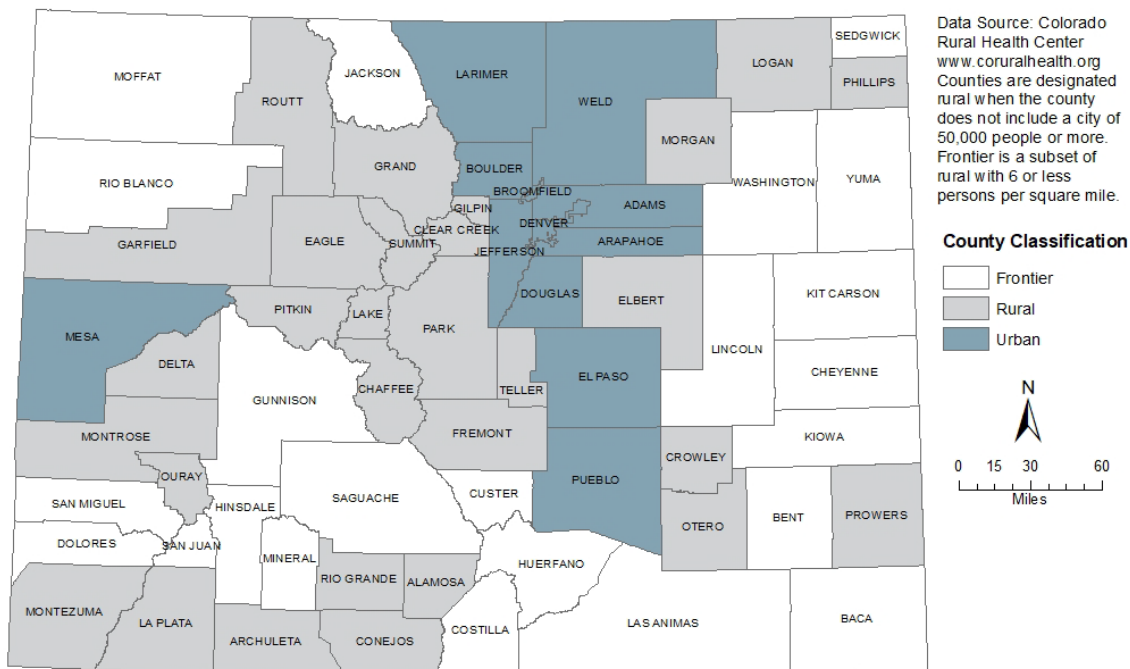 SEDGWICK
LOGAN
MOFFAT
JACKSON
LARIMER
ROUTT
WELD
PHILLIPS
MORGAN
GRAND
BOULDER
RIO BLANCO
WASHINGTON
YUMA
BROOMFIELD
GILPIN
ADAMS
DENVER
CLEAR CREEK
GARFIELD
EAGLE
SUMMIT
JEFFERSON
ARAPAHOE
DOUGLAS
ELBERT
KIT CARSON
PITKIN
LAKE
PARK
MESA
LINCOLN
DELTA
EL PASO
CHEYENNE
TELLER
CHAFFEE
GUNNISON
MONTROSE
FREMONT
KIOWA
CROWLEY
OURAY
PUEBLO
CUSTER
SAGUACHE
SAN MIGUEL
HINSDALE
OTERO
BENT
PROWERS
DOLORES
SAN JUAN
MINERAL
HUERFANO
RIO GRANDE
ALAMOSA
MONTEZUMA
LA PLATA
ARCHULETA
CONEJOS
COSTILLA
LAS ANIMAS
BACA
Data Source: Colorado
Rural Health Center
www.coruralhealth.org
Counties are designated
rural when the county
does not include a city of
50,000 people or more.
Frontier is a subset of
rural with 6 or less
persons per square mile.
County Classification
Frontier
Rural
Urban
N
0 15 30 60
Miles